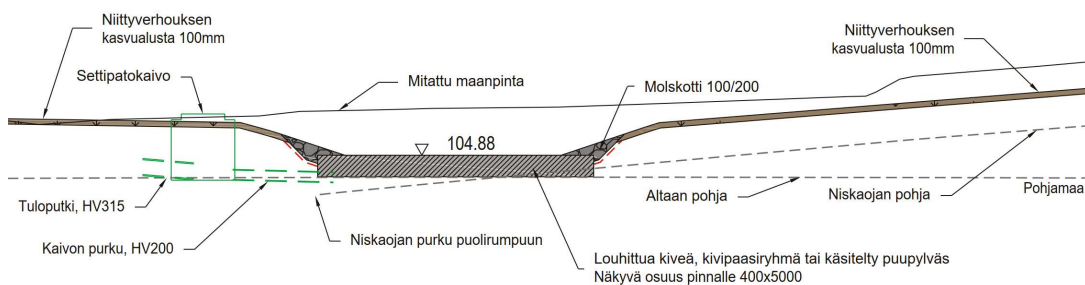 Niittyverhouksen
kasvualusta 100mm
Settipatokaivo
Mitattu maanpinta
Molskotti 100/200
Niittyverhouksen
kasvualusta 100mm
104.88
Tuloputki, HV315
Kaivon purku, HV200
Niskaojan purku puolirumpuun
Altaan pohja
Niskaojan pohja
Pohjamaa
Louhittua kiveä, kivipaasiryhmä tai käsitelty puupylväs
Näkyvä osuus pinnalle 400x5000